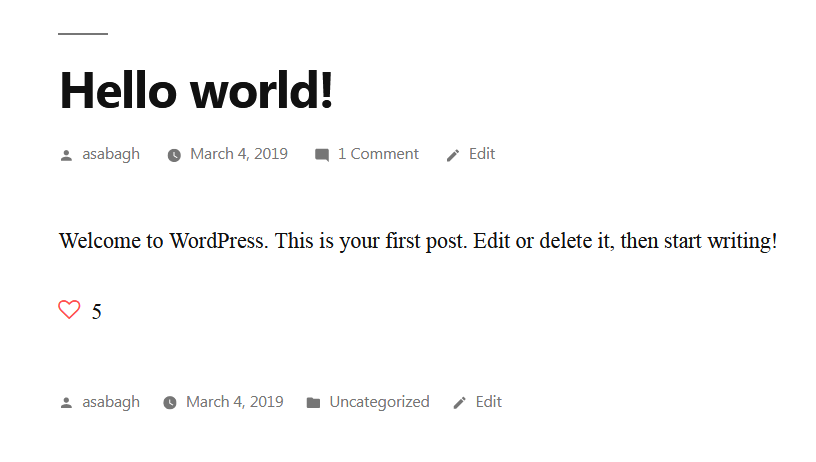 Hello world!
asabagh March 4, 2019 1 Comment Edit
Welcome to WordPress. This is your first post. Edit or delete it, then start writing!
5
asabagh March 4, 2019 Uncategorized Edit